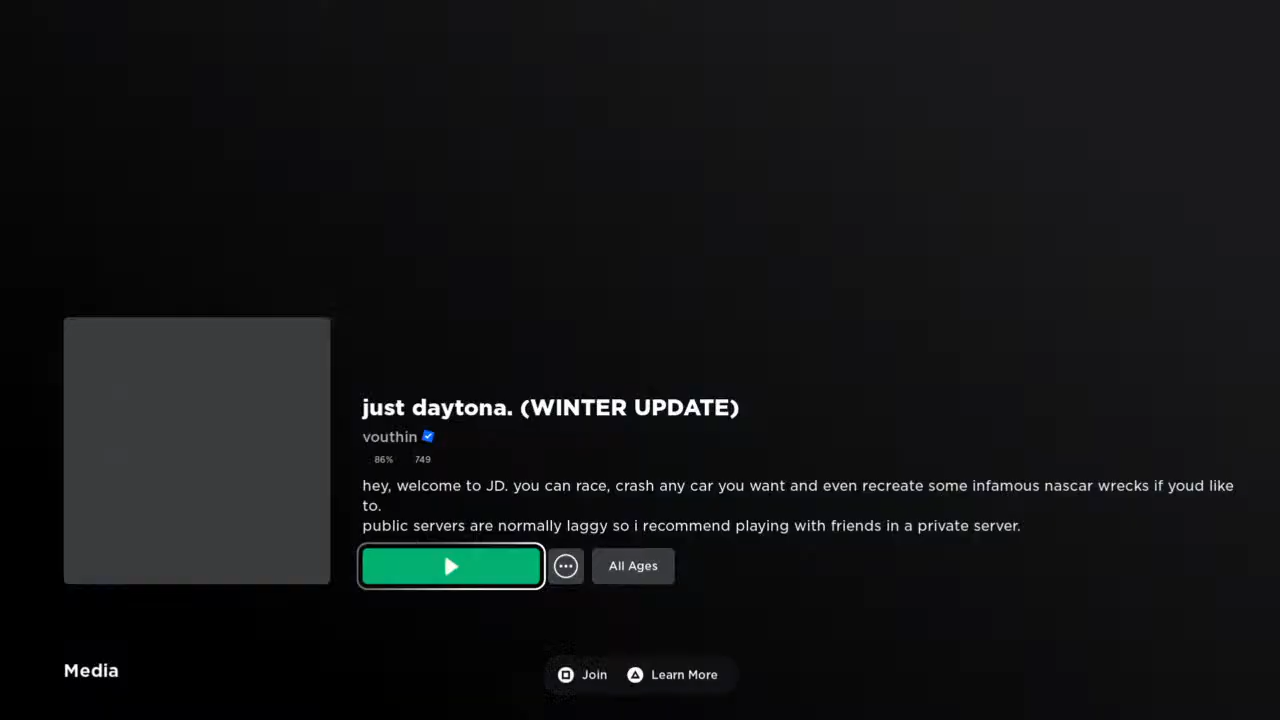 just daytona. (WINTER UPDATE)
vouthin
86% 749
hey, welcome to JD. you can race, crash any car you want and even recreate some infamous nascar wrecks if youd like
to.
public servers are normally laggy so i recommend playing with friends in a private server.
All Ages
Media
Join Learn More